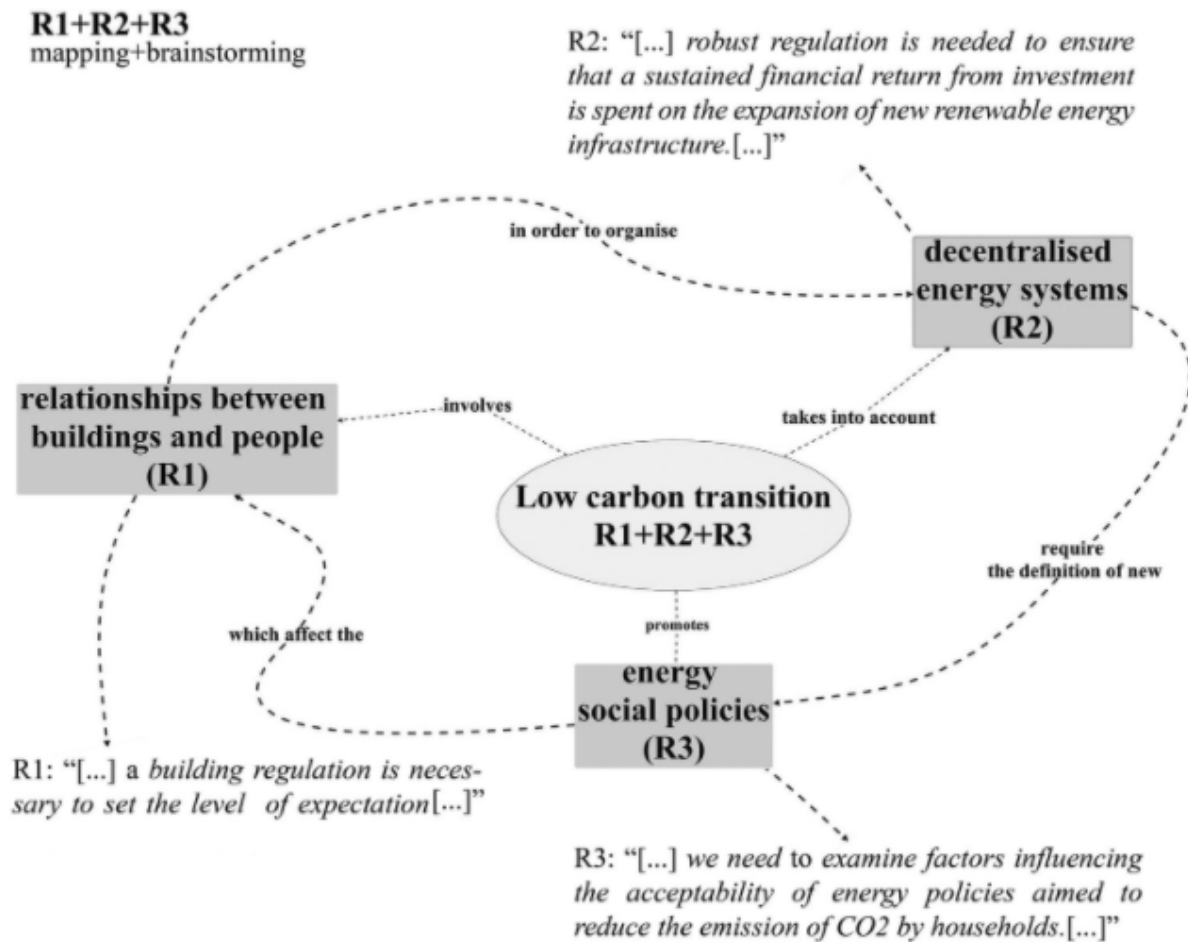 R1+R2+R3
mapping+brainstorming
R2: “[...] robust regulation is needed to ensure
that a sustained financial return from investment
is spent on the expansion of new renewable energy
infrastructure.[...]”
in order to organise
decentralised
energy systems
(R2)
relationships between
buildings and people
(R1)
involves
takes into account
Low carbon transition
R1+R2+R3
require
the definition of new
which affect the
promotes
energy
social policies
(R3)
R1: “[...] a building regulation is neces-
sary to set the level of expectation[...]”
R3: “[...] we need to examine factors influencing
the acceptability of energy policies aimed to
reduce the emission of CO2 by households.[...]”